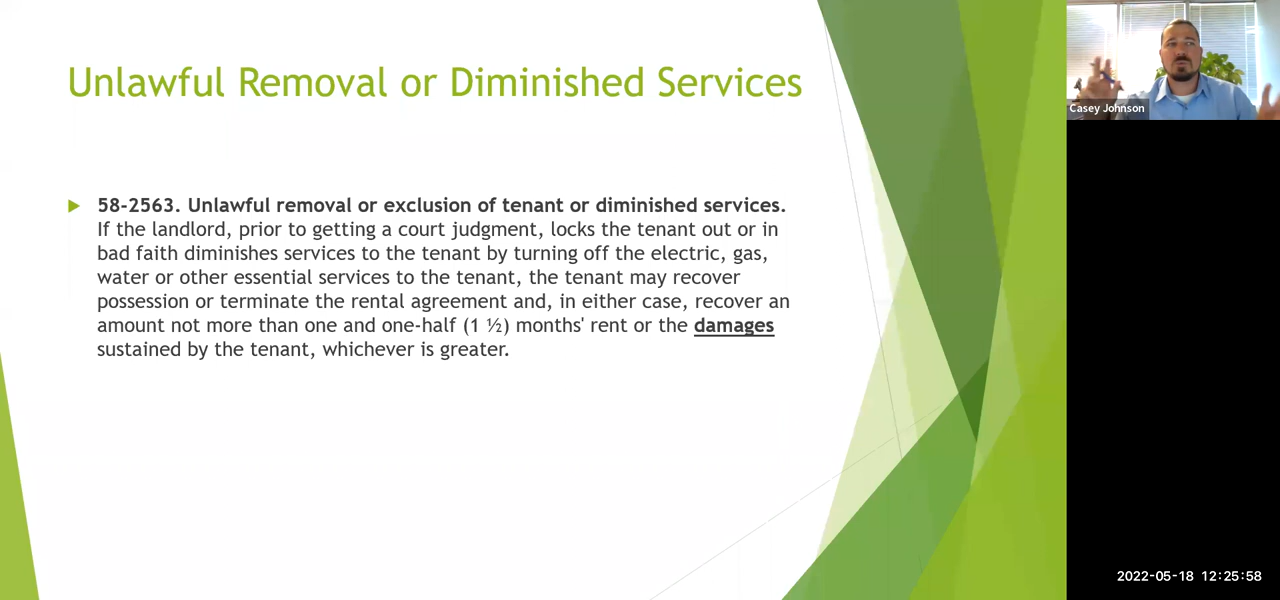 Unlawful Removal or Diminished Services
58-2563. Unlawful removal or exclusion of tenant or diminished services.
If the landlord, prior to getting a court judgment, locks the tenant out or in
bad faith diminishes services to the tenant by turning off the electric, gas,
water or other essential services to the tenant, the tenant may recover
possession or terminate the rental agreement and, in either case, recover an
amount not more than one and one-half (1 ½) months' rent or the damages
sustained by the tenant, whichever is greater.
Casey Johnson
2022-05-18 12:25:58